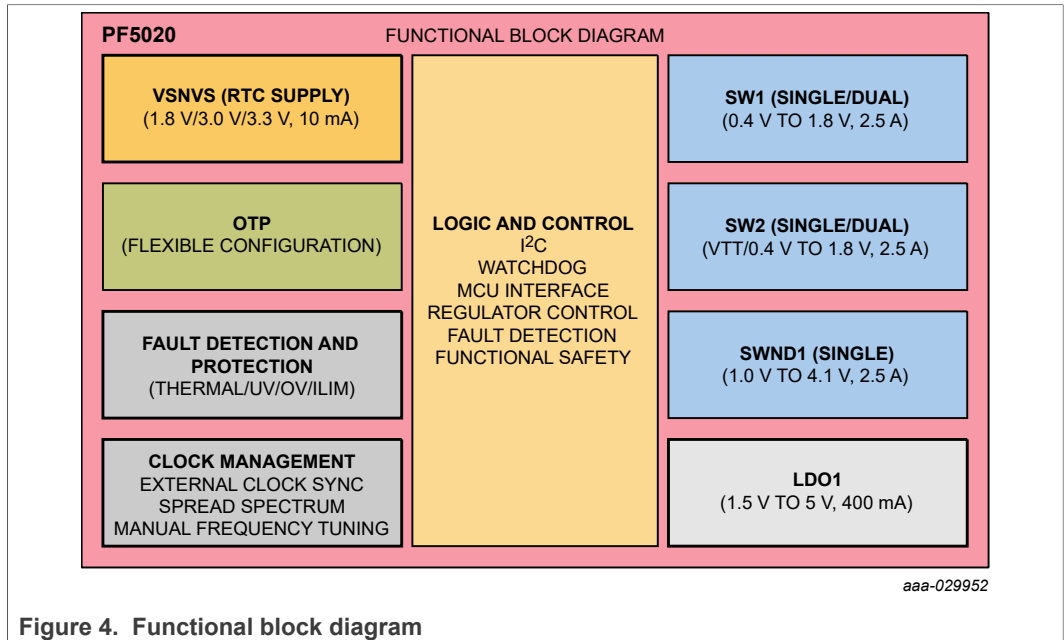 PF5020
FUNCTIONAL BLOCK DIAGRAM
VSNVS (RTC SUPPLY)
(1.8 V/3.0 V/3.3 V, 10 mA)
OTP
(FLEXIBLE CONFIGURATION)
FAULT DETECTION AND
PROTECTION
(THERMAL/UV/OV/ILIM)
CLOCK MANAGEMENT
EXTERNAL CLOCK SYNC
SPREAD SPECTRUM
MANUAL FREQUENCY TUNING
LOGIC AND CONTROL
I²C
WATCHDOG
MCU INTERFACE
REGULATOR CONTROL
FAULT DETECTION
FUNCTIONAL SAFETY
SW1 (SINGLE/DUAL)
(0.4 V TO 1.8 V, 2.5 A)
SW2 (SINGLE/DUAL)
(VTT/0.4 V TO 1.8 V, 2.5 A)
SWND1 (SINGLE)
(1.0 V TO 4.1 V, 2.5 A)
LDO1
(1.5 V TO 5 V, 400 mA)
aaa-029952
Figure 4. Functional block diagram